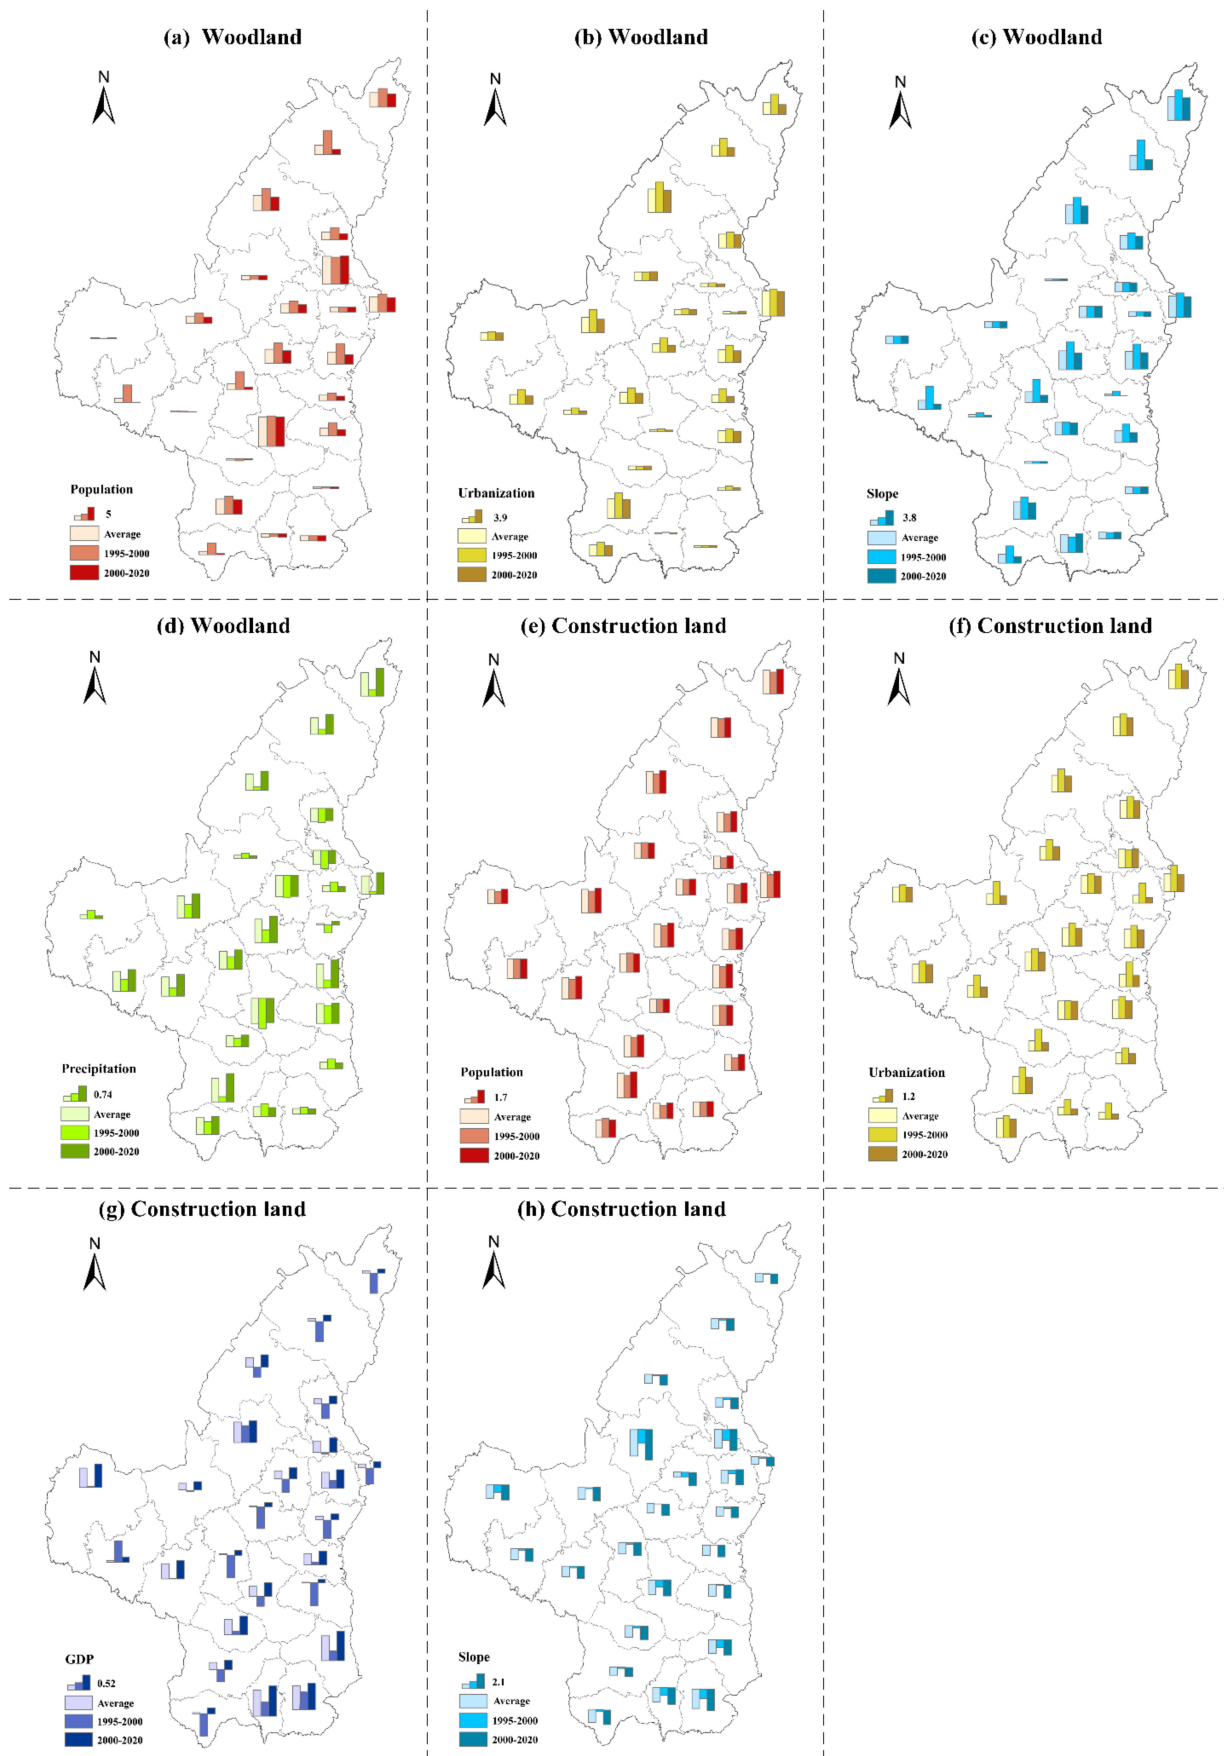 (a) Woodland
N
Population
5
Average
1995-2000
2000-2020
(b) Woodland
N
Urbanization
3.9
Average
1995-2000
2000-2020
(c) Woodland
N
Slope
3.8
Average
1995-2000
2000-2020
(d) Woodland
N
Precipitation
0.74
Average
1995-2000
2000-2020
(e) Construction land
N
Population
1.7
Average
1995-2000
2000-2020
(f) Construction land
N
Urbanization
1.2
Average
1995-2000
2000-2020
(g) Construction land
N
GDP
0.52
Average
1995-2000
2000-2020
(h) Construction land
N
Slope
2.1
Average
1995-2000
2000-2020